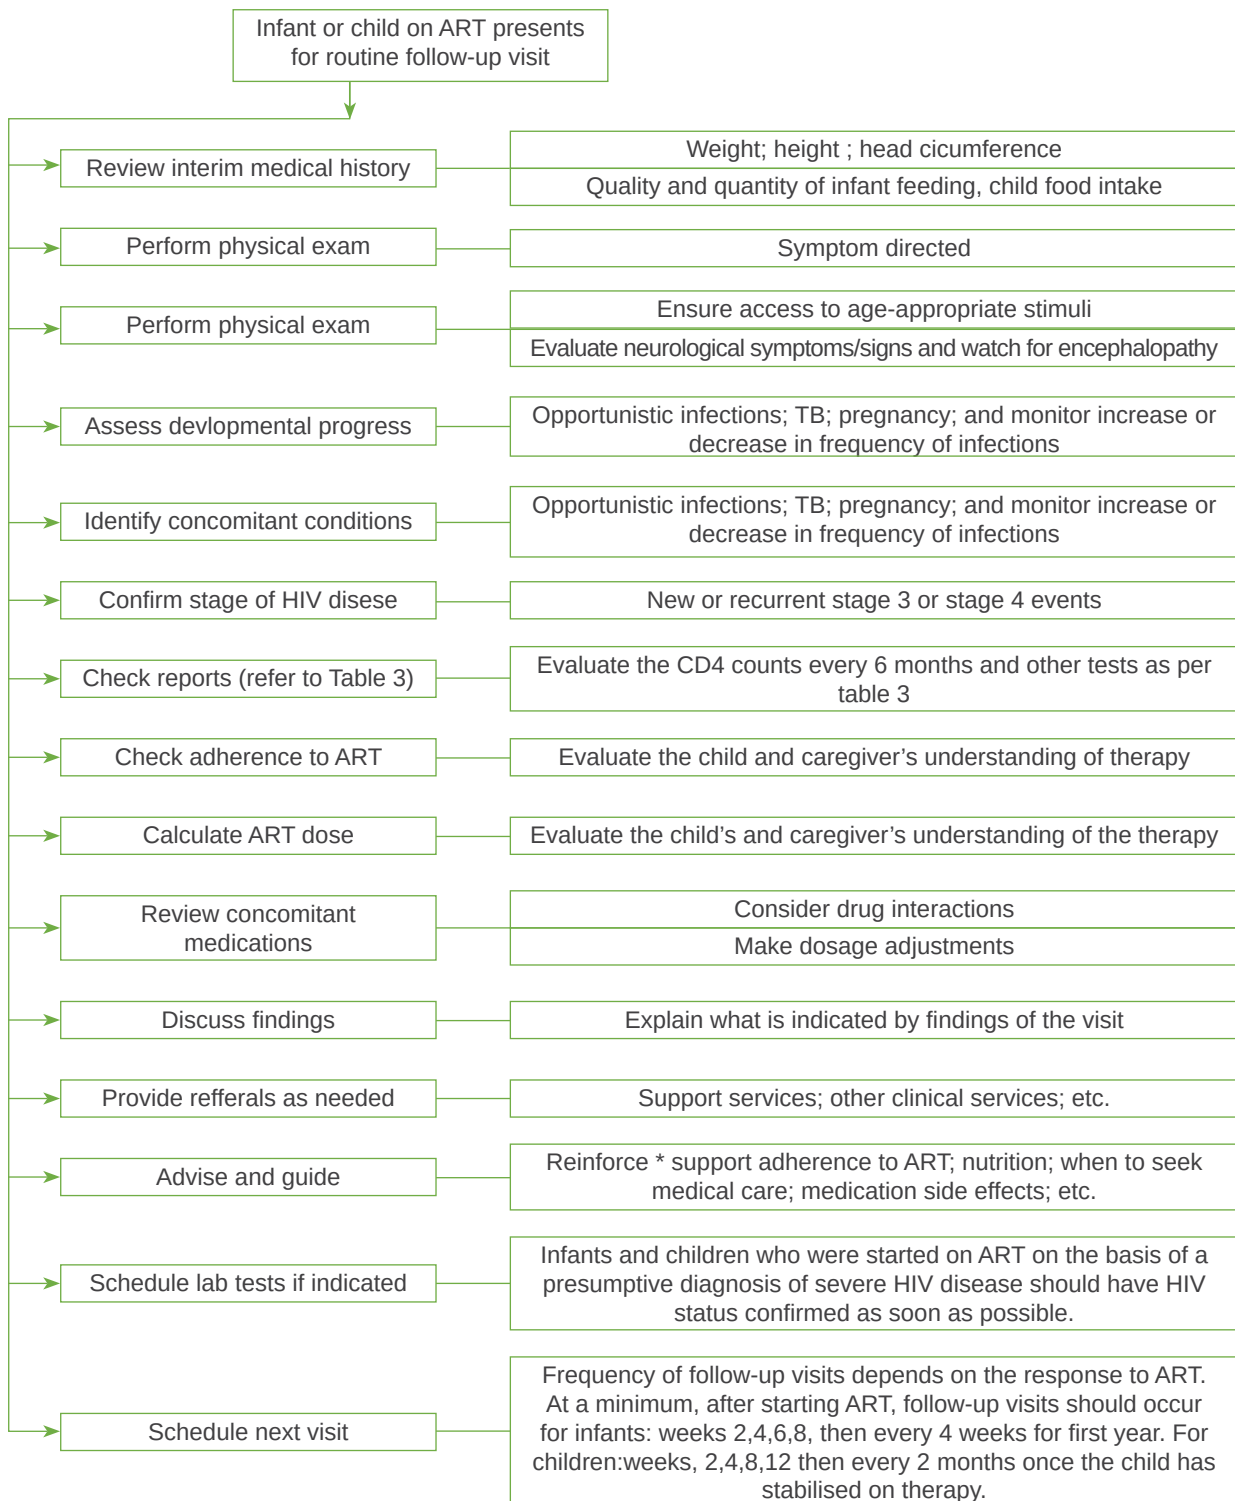 Infant or child on ART presents
for routine follow-up visit
Review interim medical history
Weight; height ; head cicumference
Quality and quantity of infant feeding, child food intake
Perform physical exam
Symptom directed
Perform physical exam
Ensure access to age-appropriate stimuli
Evaluate neurological symptoms/signs and watch for encephalopathy
Assess devlopmental progress
Opportunistic infections; TB; pregnancy; and monitor increase or
decrease in frequency of infections
Identify concomitant conditions
Opportunistic infections; TB; pregnancy; and monitor increase or
decrease in frequency of infections
Confirm stage of HIV disese
New or recurrent stage 3 or stage 4 events
Check reports (refer to Table 3)
Evaluate the CD4 counts every 6 months and other tests as per
table 3
Check adherence to ART
Evaluate the child and caregiver’s understanding of therapy
Calculate ART dose
Evaluate the child’s and caregiver’s understanding of the therapy
Review concomitant
medications
Consider drug interactions
Make dosage adjustments
Discuss findings
Explain what is indicated by findings of the visit
Provide refferals as needed
Support services; other clinical services; etc.
Advise and guide
Reinforce * support adherence to ART; nutrition; when to seek
medical care; medication side effects; etc.
Schedule lab tests if indicated
Infants and children who were started on ART on the basis of a
presumptive diagnosis of severe HIV disease should have HIV
status confirmed as soon as possible.
Schedule next visit
Frequency of follow-up visits depends on the response to ART.
At a minimum, after starting ART, follow-up visits should occur
for infants: weeks 2,4,6,8, then every 4 weeks for first year. For
children:weeks, 2,4,8,12 then every 2 months once the child has
stabilised on therapy.